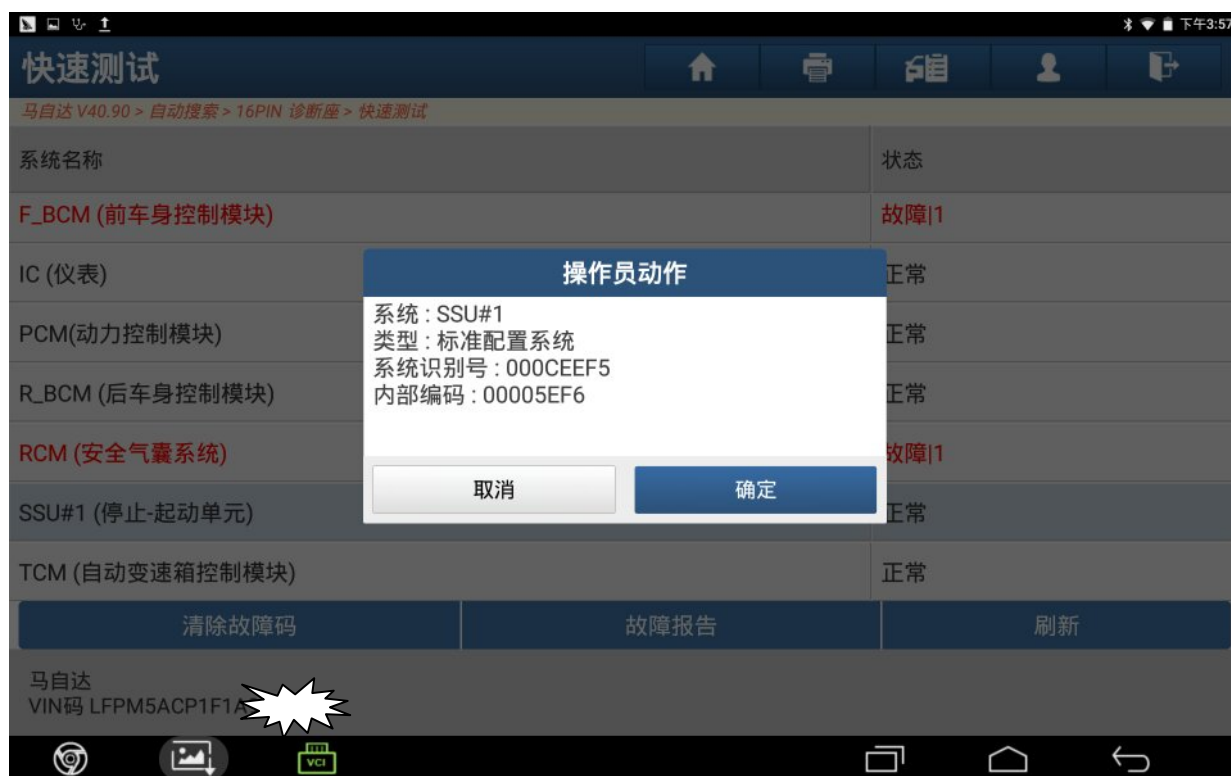 下午3:57
快速测试
马自达 V40.90 > 自动搜索 > 16PIN 诊断座 > 快速测试
系统名称 状态
F_BCM (前车身控制模块) 故障|1
IC (仪表) 正常
PCM(动力控制模块) 正常
R_BCM (后车身控制模块) 正常
RCM (安全气囊系统) 故障|1
SSU#1 (停止-起动单元) 正常
TCM (自动变速箱控制模块) 正常
操作员动作
系统 : SSU#1
类型 : 标准配置系统
系统识别号 : 000CEEF5
内部编码 : 00005EF6
取消 确定
清除故障码 故障报告 刷新
马自达
VIN码 LFPM5ACP1F1A
VCI